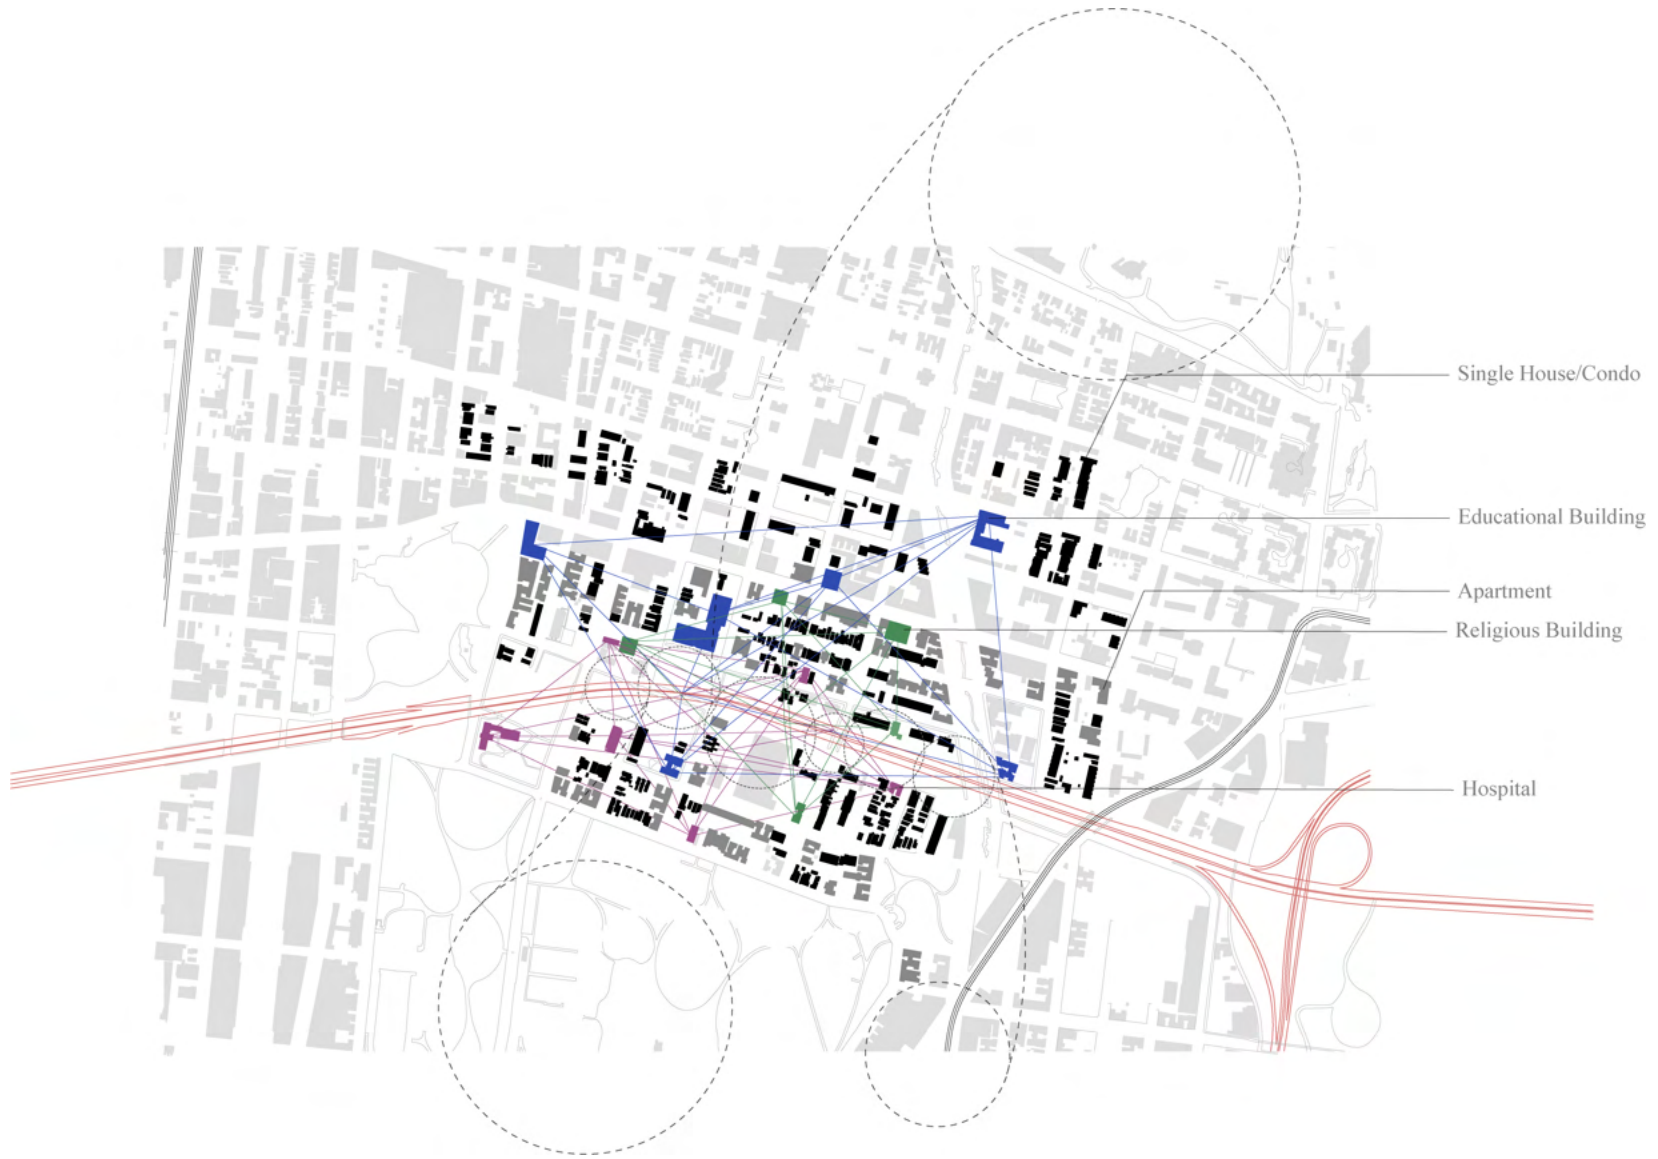 Single House/Condo
Educational Building
Apartment
Religious Building
Hospital